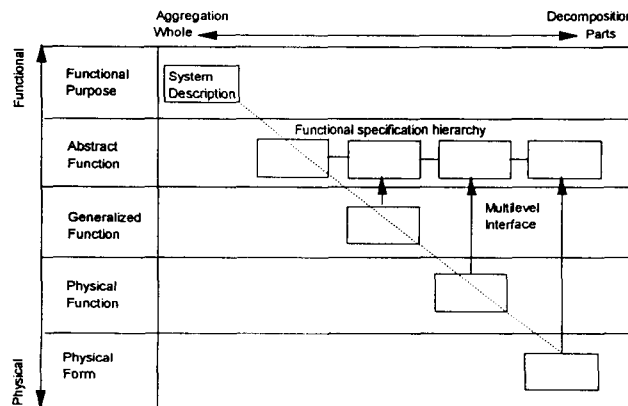 Aggregation
Whole
Decomposition
Parts
Functional
Functional
Purpose
System
Description
Functional specification hierarchy
Abstract
Function
Generalized
Function
Multilevel
Interface
Physical
Function
Physical
Form
Physical